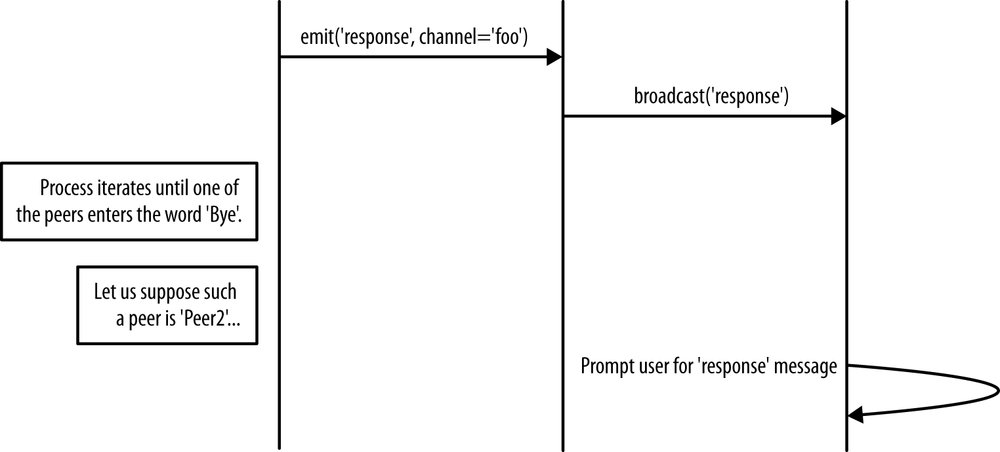 emit('response', channel='foo')
broadcast('response')
Process iterates until one of
the peers enters the word 'Bye'.
Let us suppose such
a peer is 'Peer2'...
Prompt user for 'response' message